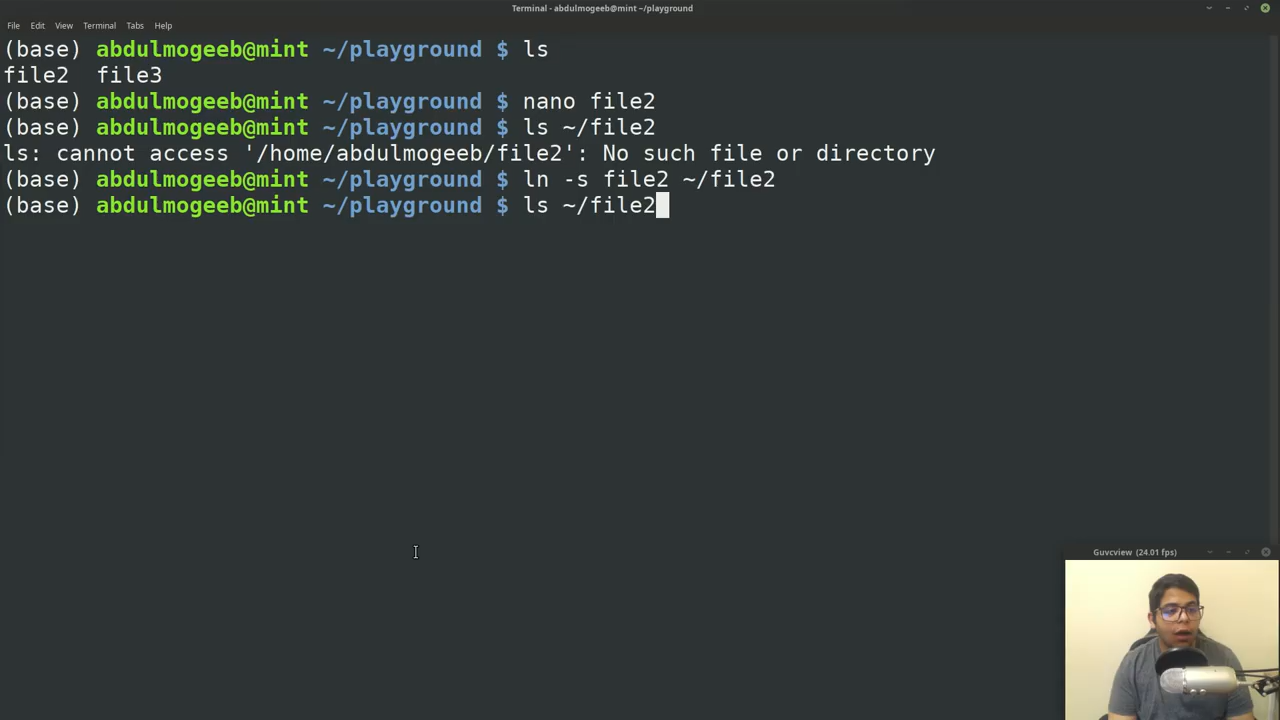 Terminal - abdulmogeeb@mint ~/playground
File Edit View Terminal Tabs Help
(base) abdulmogeeb@mint ~/playground $ ls
file2  file3
(base) abdulmogeeb@mint ~/playground $ nano file2
(base) abdulmogeeb@mint ~/playground $ ls ~/file2
ls: cannot access '/home/abdulmogeeb/file2': No such file or directory
(base) abdulmogeeb@mint ~/playground $ ln -s file2 ~/file2
(base) abdulmogeeb@mint ~/playground $ ls ~/file2
Guvcview (24.01 fps)